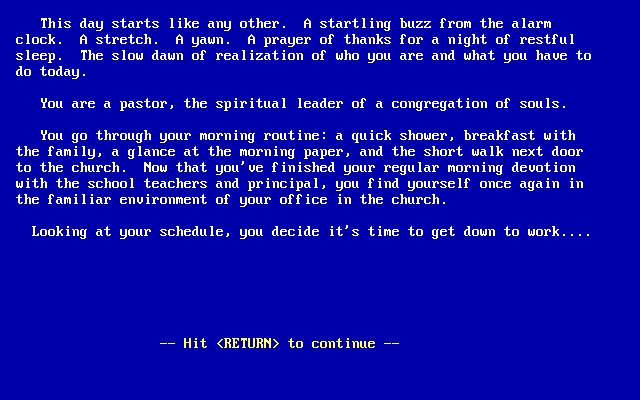 This day starts like any other.  A startling buzz from the alarm
clock.  A stretch.  A yawn.  A prayer of thanks for a night of restful
sleep.  The slow dawn of realization of who you are and what you have to
do today.
You are a pastor, the spiritual leader of a congregation of souls.
You go through your morning routine: a quick shower, breakfast with
the family, a glance at the morning paper, and the short walk next door
to the church.  Now that you've finished your regular morning devotion
with the school teachers and principal, you find yourself once again in
the familiar environment of your office in the church.
Looking at your schedule, you decide it's time to get down to work....
-- Hit <RETURN> to continue --